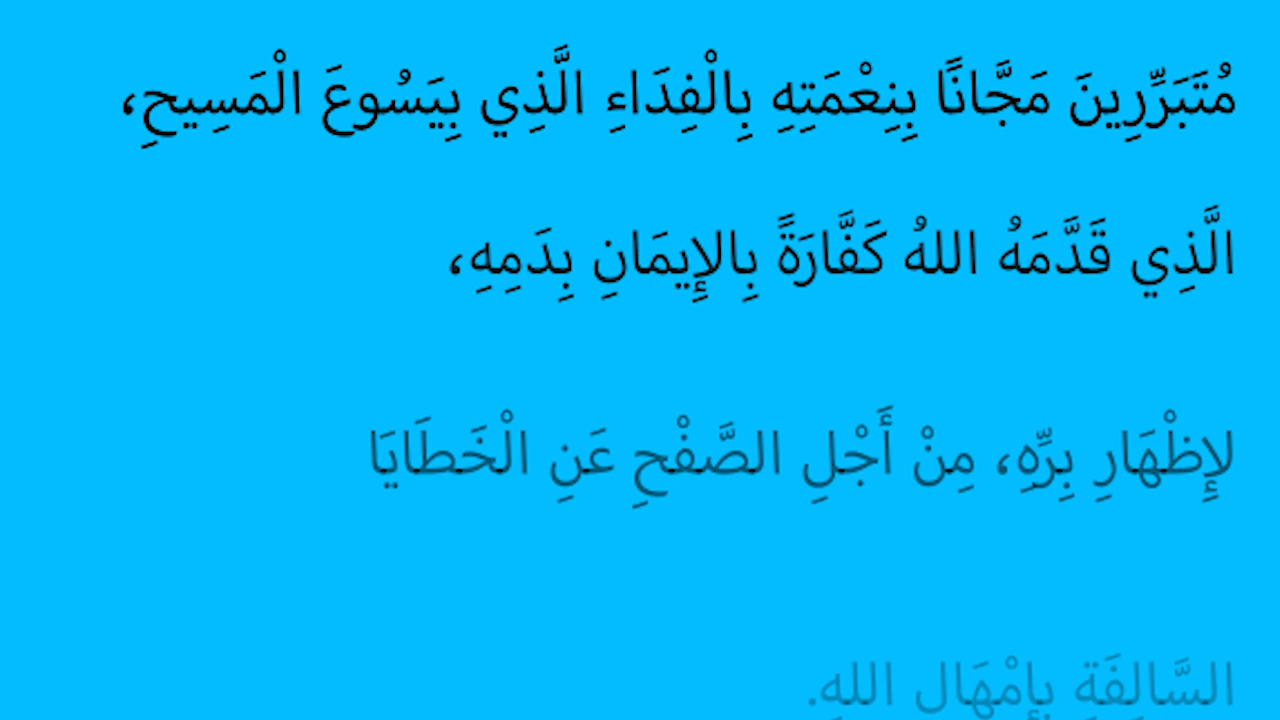 مُتَبَرِّرِينَ مَجَّانًا بِنِعْمَتِهِ بِالْفِدَاءِ الَّذِي بِيَسُوعَ الْمَسِيحِ،
الَّذِي قَدَّمَهُ اللهُ كَفَّارَةً بِالإِيمَانِ بِدَمِهِ،
لإِظْهَارِ بِرِّهِ، مِنْ أَجْلِ الصَّفْحِ عَنِ الْخَطَايَا
السَّالِفَةِ بِإِمْهَالِ اللهِ.